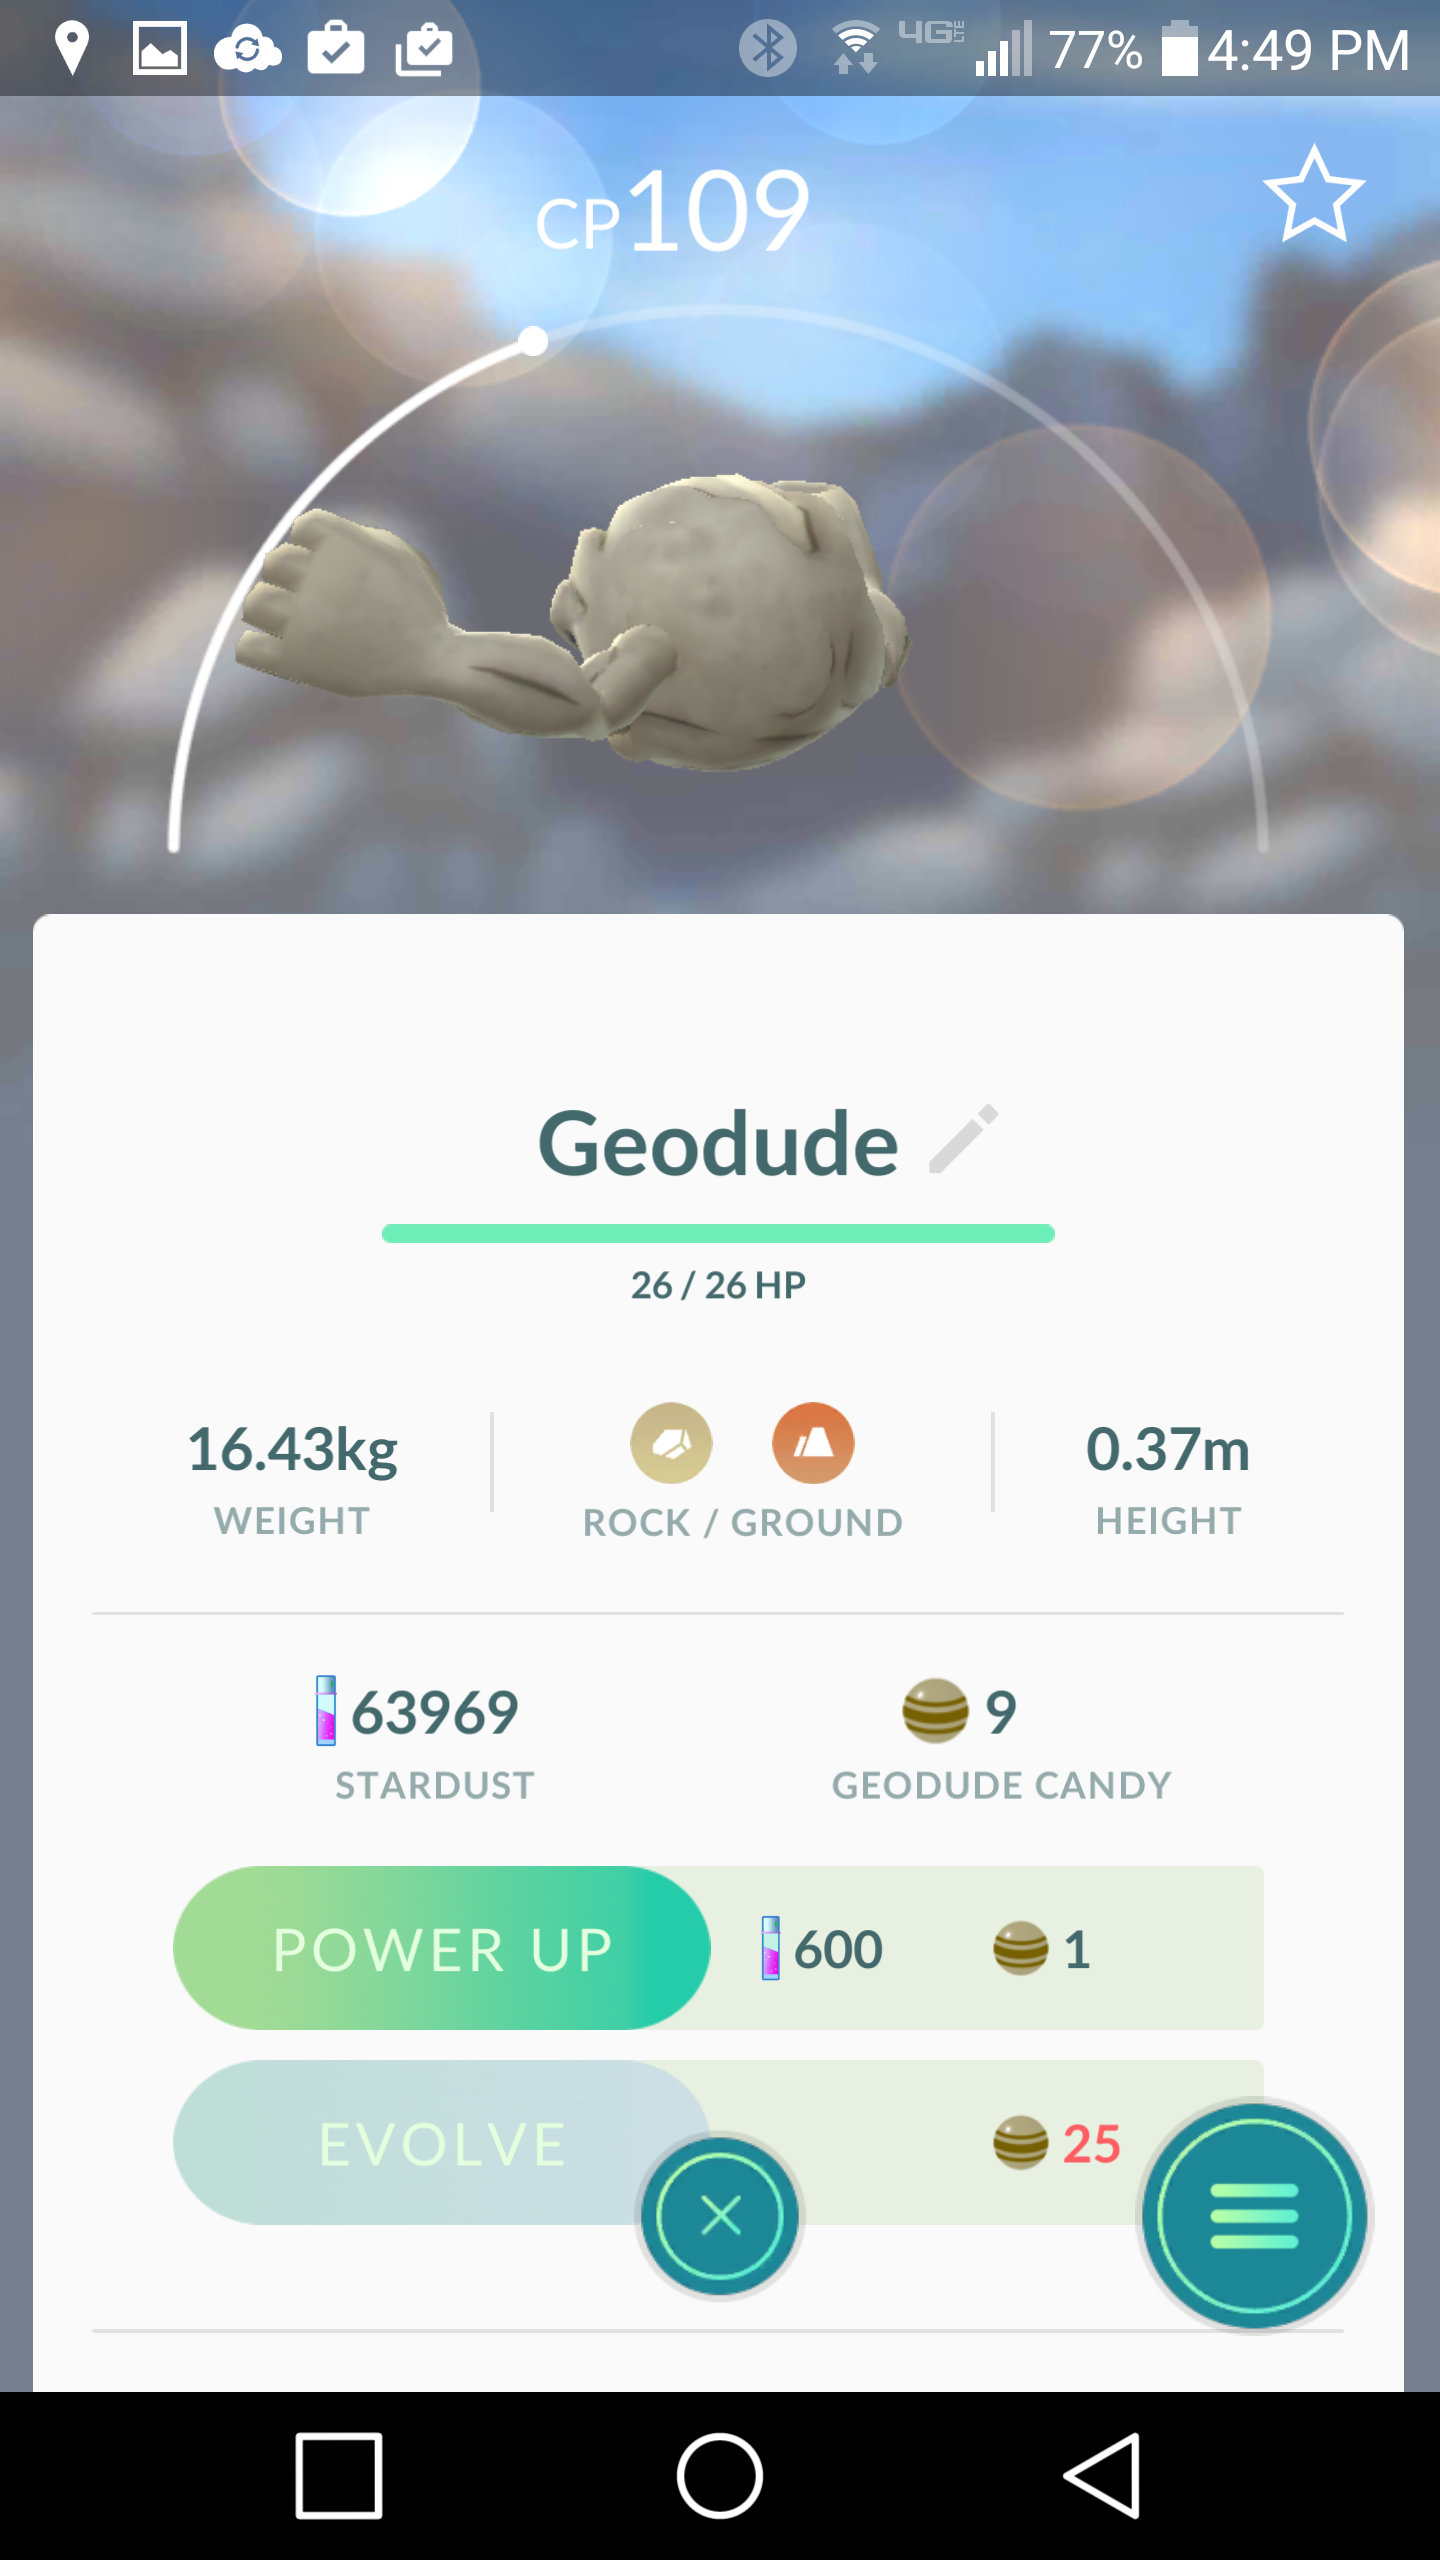 4G LTE 77% 4:49 PM
CP109
Geodude
26 / 26 HP
16.43kg
WEIGHT
ROCK / GROUND
0.37m
HEIGHT
63969
STARDUST
9
GEODUDE CANDY
POWER UP 600 1
EVOLVE 25